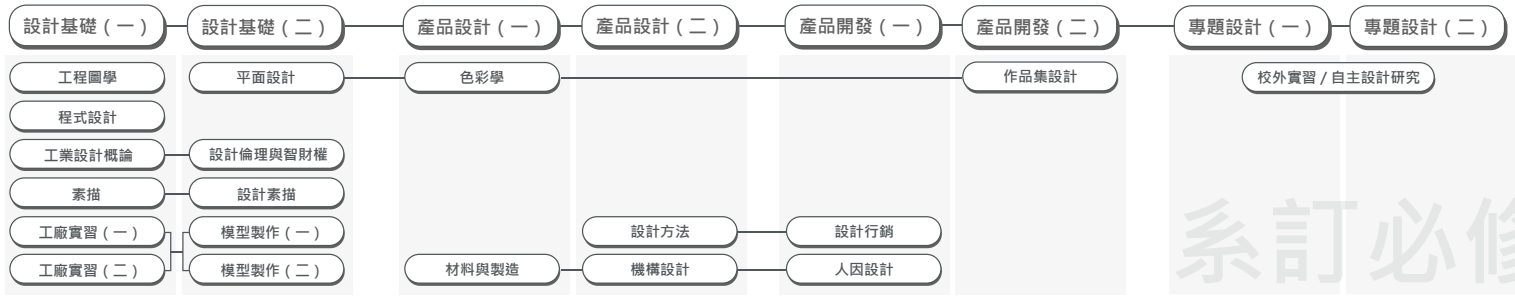 設計基礎（一） 設計基礎（二） 產品設計（一） 產品設計（二） 產品開發（一） 產品開發（二） 專題設計（一） 專題設計（二）
工程圖學 平面設計 色彩學 作品集設計 校外實習 / 自主設計研究
程式設計
工業設計概論 設計倫理與智財權
素描 設計素描
工廠實習（一） 模型製作（一） 設計方法 設計行銷
工廠實習（二） 模型製作（二） 材料與製造 機構設計 人因設計
系訂必修